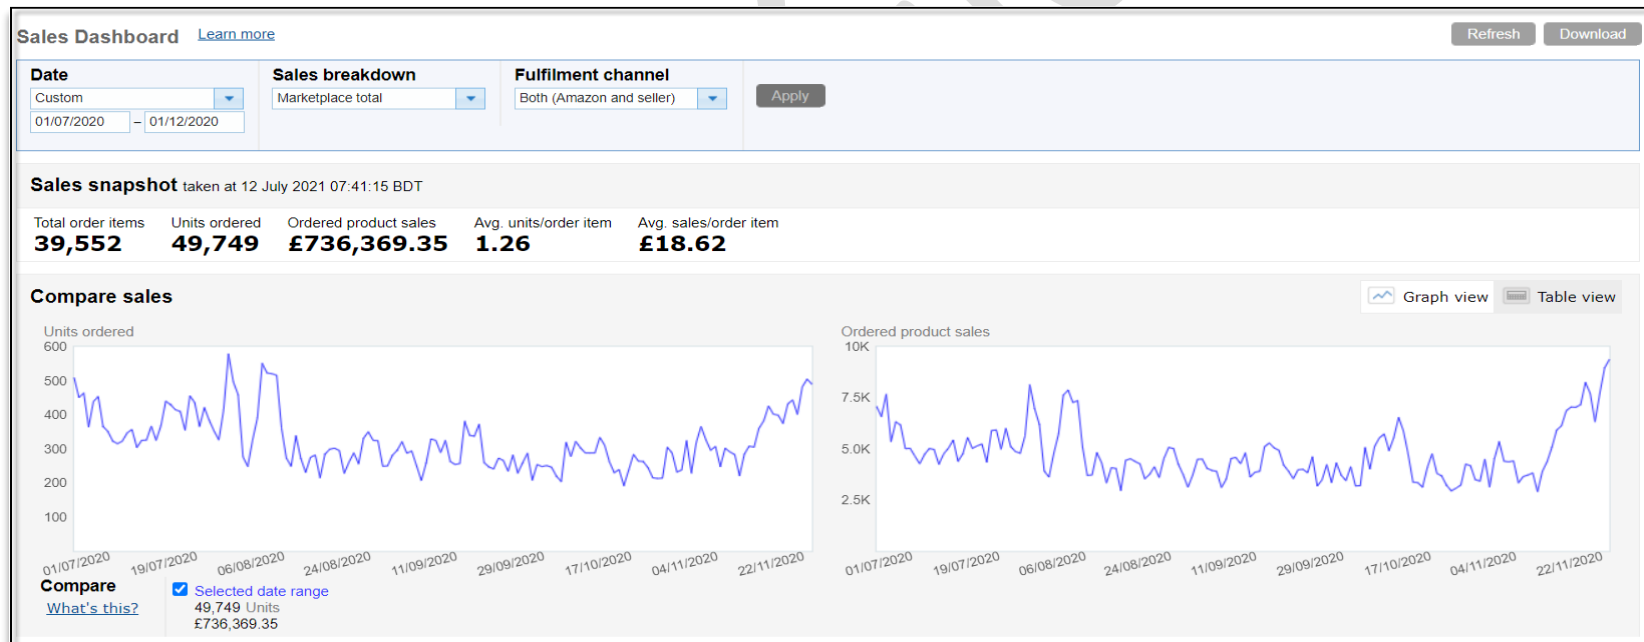 Sales Dashboard Learn more Refresh Download
Date Sales breakdown Fulfilment channel
Custom Marketplace total Both (Amazon and seller) Apply
01/07/2020 – 01/12/2020
Sales snapshot taken at 12 July 2021 07:41:15 BDT
Total order items Units ordered Ordered product sales Avg. units/order item Avg. sales/order item
39,552 49,749 £736,369.35 1.26 £18.62
Compare sales Graph view Table view
Units ordered
600
500
400
300
200
100
01/07/2020 19/07/2020 06/08/2020 24/08/2020 11/09/2020 29/09/2020 17/10/2020 04/11/2020 22/11/2020
Ordered product sales
10K
7.5K
5.0K
2.5K
01/07/2020 19/07/2020 06/08/2020 24/08/2020 11/09/2020 29/09/2020 17/10/2020 04/11/2020 22/11/2020
Compare
What's this?
Selected date range
49,749 Units
£736,369.35